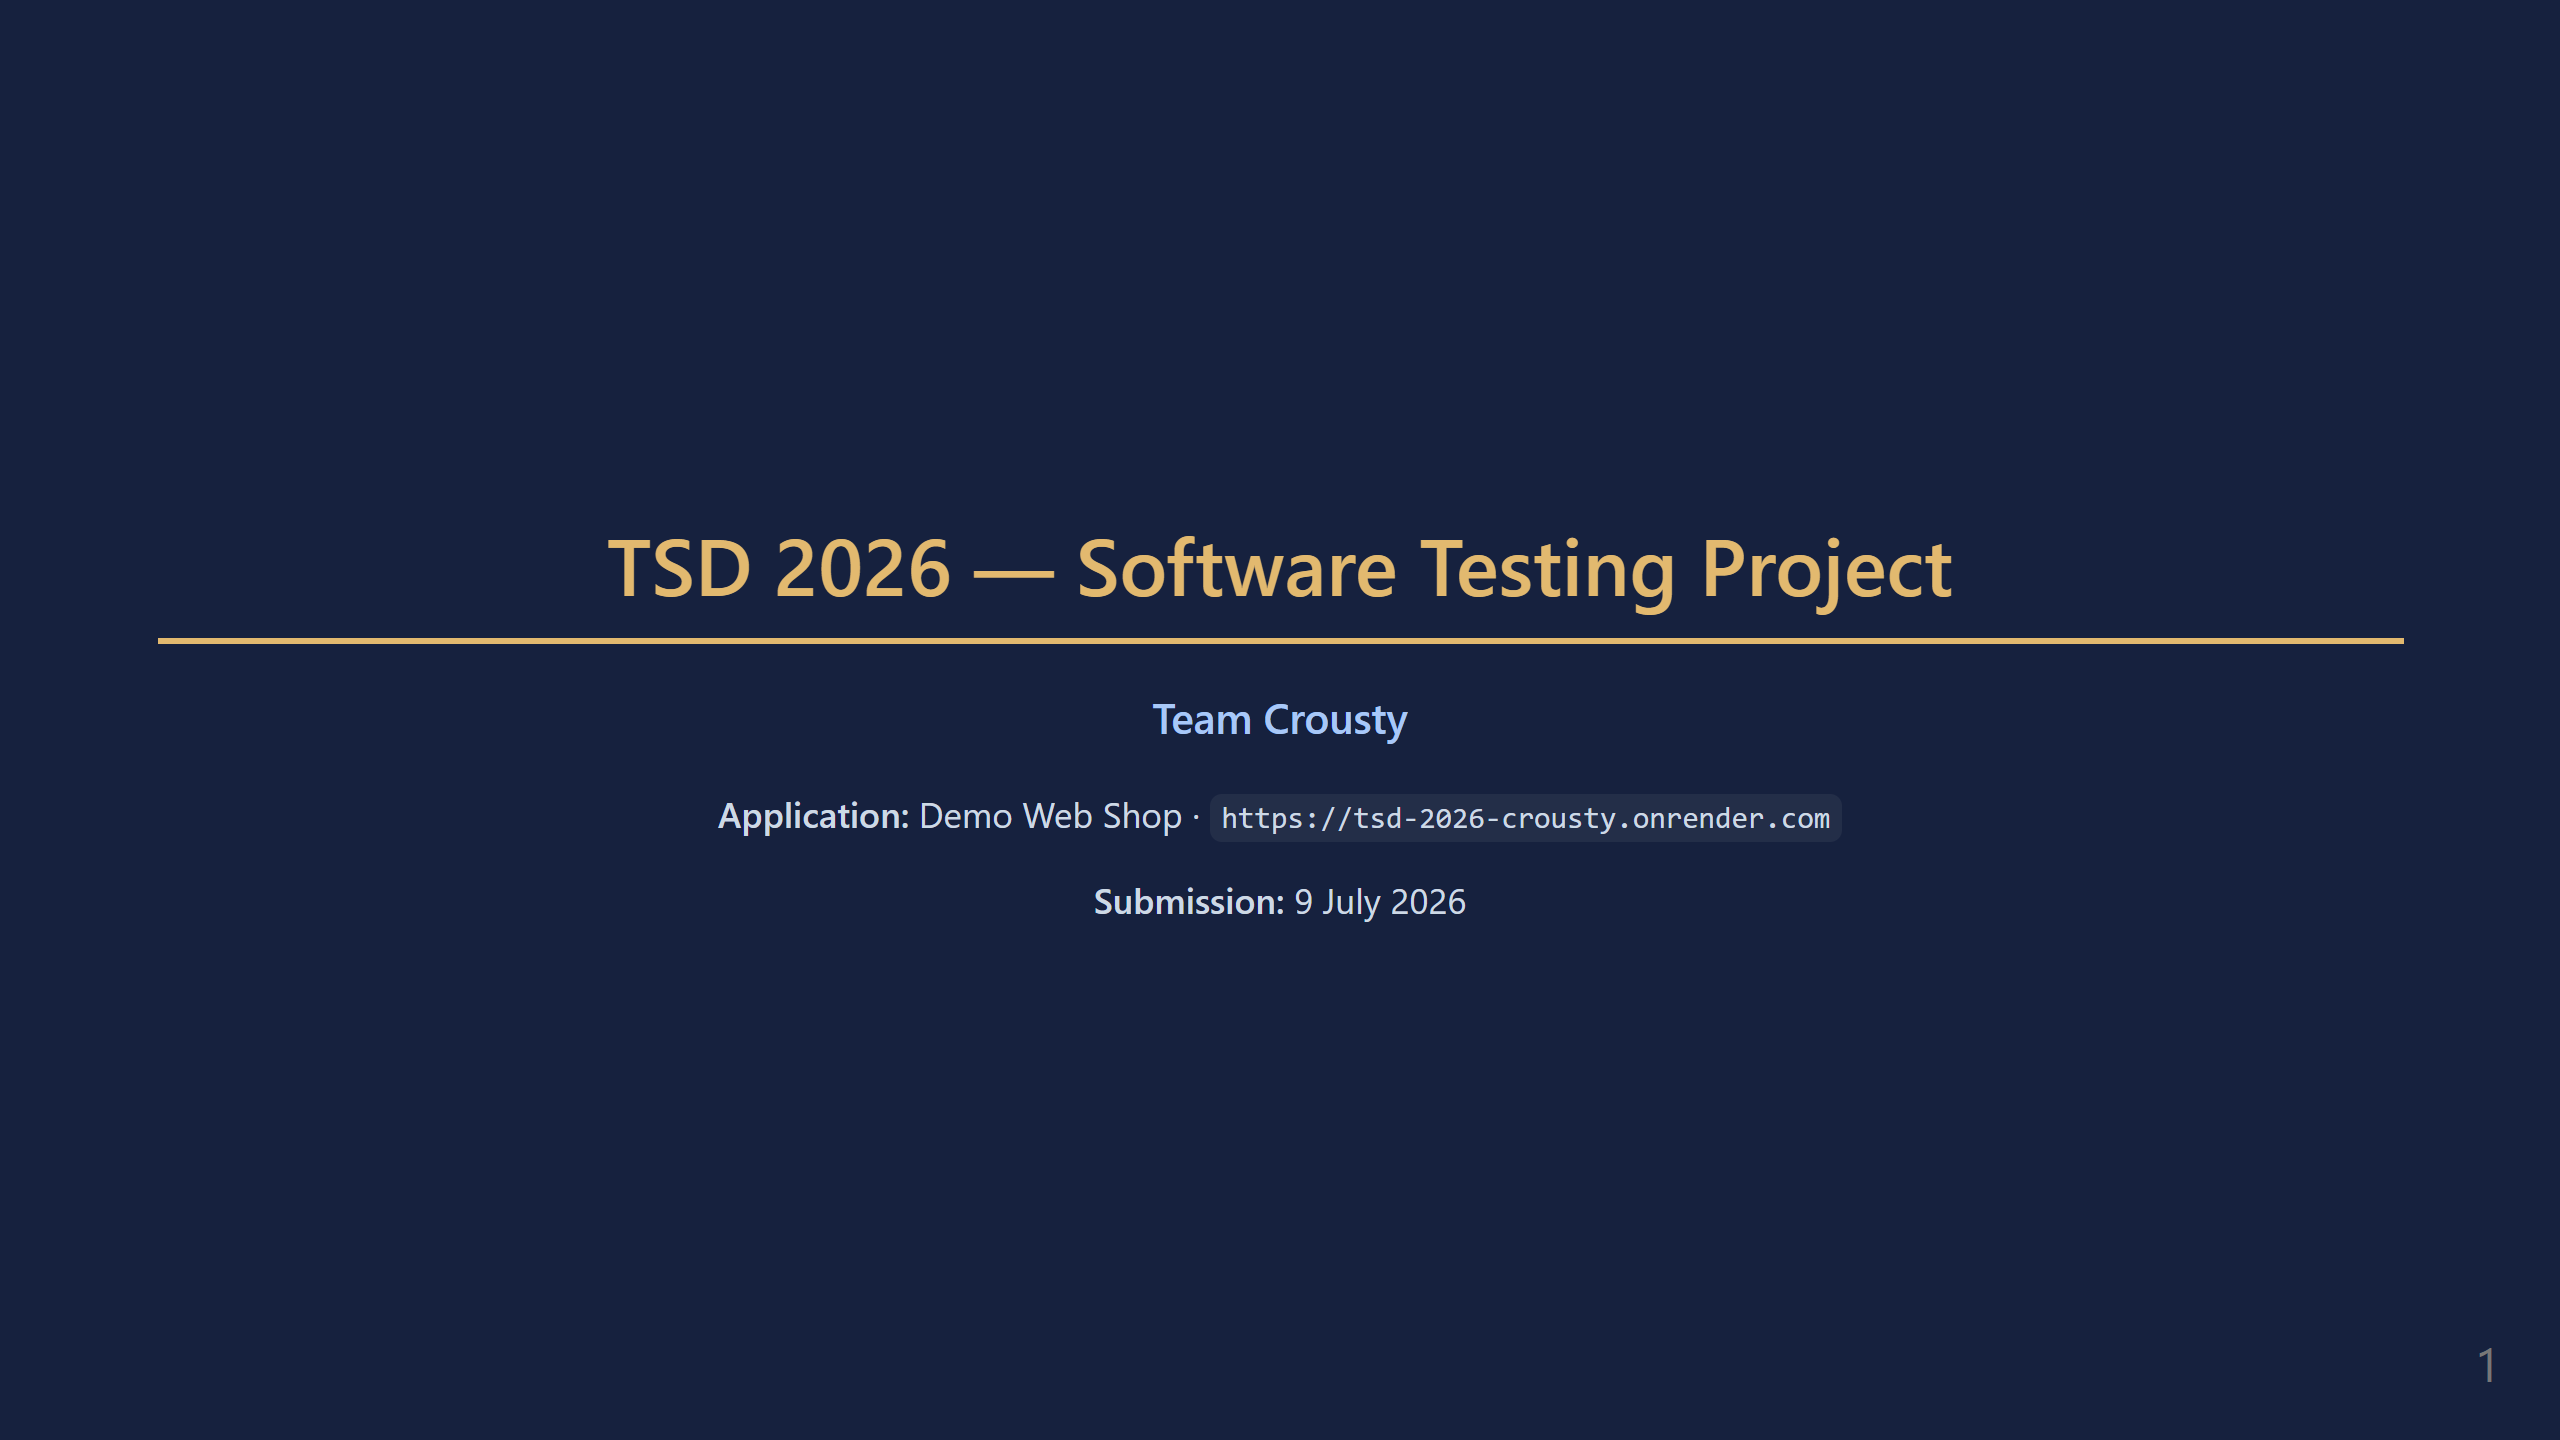 TSD 2026 — Software Testing Project
Team Crousty
Application: Demo Web Shop · https://tsd-2026-crousty.onrender.com
Submission: 9 July 2026
1